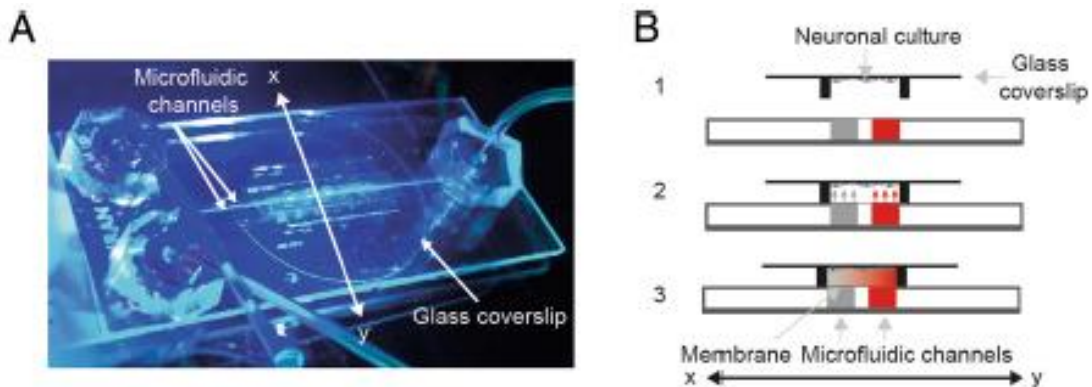 A
Microfluidic
channels
x
y
Glass coverslip
B
Neuronal culture
Glass
coverslip
1
2
3
Membrane
Microfluidic channels
x
y